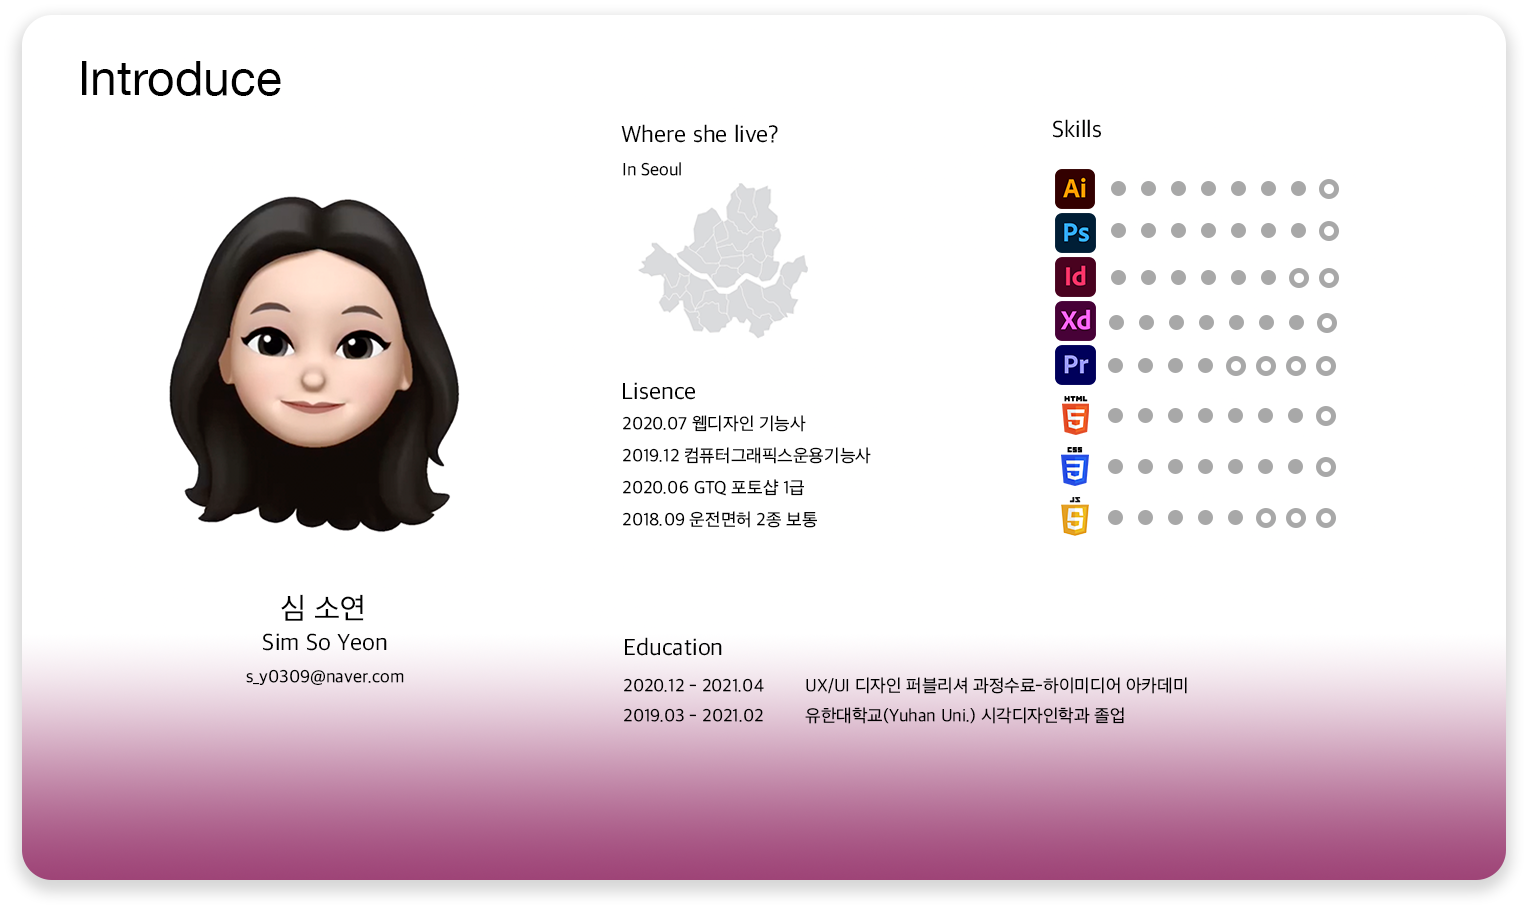 Introduce
심 소연
Sim So Yeon
s_y0309@naver.com
Where she live?
In Seoul
Lisence
2020.07 웹디자인 기능사
2019.12 컴퓨터그래픽스운용기능사
2020.06 GTQ 포토샵 1급
2018.09 운전면허 2종 보통
Skills
Ai
Ps
Id
Xd
Pr
HTML
5
CSS
3
JS
5
Education
2020.12 - 2021.04 UX/UI 디자인 퍼블리셔 과정수료-하이미디어 아카데미
2019.03 - 2021.02 유한대학교(Yuhan Uni.) 시각디자인학과 졸업